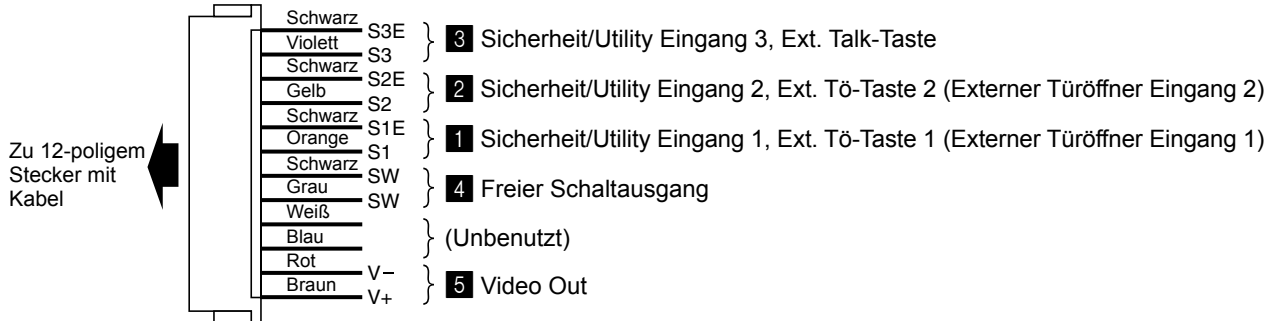 Schwarz
S3E
Violett
S3
3 Sicherheit/Utility Eingang 3, Ext. Talk-Taste
Schwarz
S2E
Gelb
S2
2 Sicherheit/Utility Eingang 2, Ext. Tö-Taste 2 (Externer Türöffner Eingang 2)
Schwarz
S1E
Orange
S1
1 Sicherheit/Utility Eingang 1, Ext. Tö-Taste 1 (Externer Türöffner Eingang 1)
Zu 12-poligem
Stecker mit
Kabel
Schwarz
SW
Grau
SW
4 Freier Schaltausgang
Weiß
Blau
(Unbenutzt)
Rot
V−
Braun
V+
5 Video Out